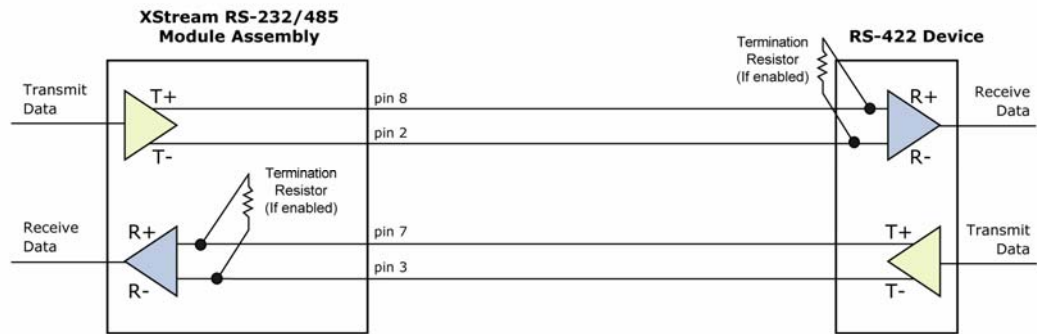 XStream RS-232/485
Module Assembly
RS-422 Device
Termination
Resistor
(If enabled)
Transmit
Data
T+
T-
pin 8
pin 2
R+
R-
Receive
Data
Termination
Resistor
(If enabled)
Receive
Data
R+
R-
pin 7
pin 3
T+
T-
Transmit
Data